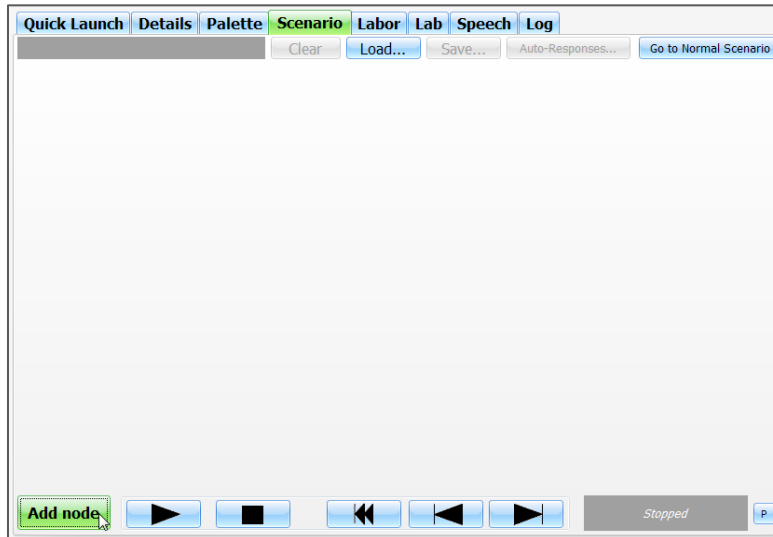 Quick Launch Details Palette Scenario Labor Lab Speech Log
Clear Load... Save... Auto-Responses... Go to Normal Scenario
Add node Stopped P